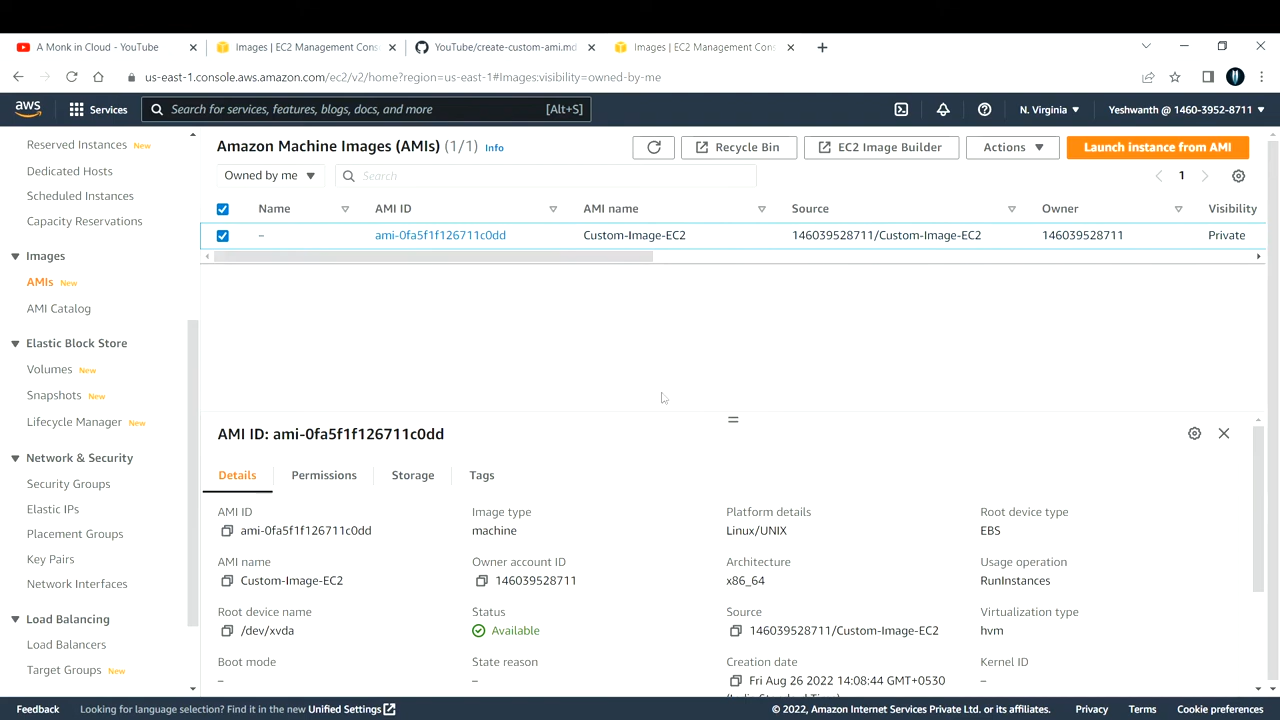 A Monk in Cloud - YouTube
Images | EC2 Management Cons
YouTube/create-custom-ami.md
Images | EC2 Management Cons
us-east-1.console.aws.amazon.com/ec2/v2/home?region=us-east-1#Images:visibility=owned-by-me
aws Services Search for services, features, blogs, docs, and more [Alt+S] N. Virginia Yeshwanth @ 1460-3952-8711
Reserved Instances New
Dedicated Hosts
Scheduled Instances
Capacity Reservations
Images
AMIs New
AMI Catalog
Elastic Block Store
Volumes New
Snapshots New
Lifecycle Manager New
Network & Security
Security Groups
Elastic IPs
Placement Groups
Key Pairs
Network Interfaces
Load Balancing
Load Balancers
Target Groups New
Amazon Machine Images (AMIs) (1/1) Info
Recycle Bin
EC2 Image Builder
Actions
Launch instance from AMI
Owned by me
Search
1
Name AMI ID AMI name Source Owner Visibility
– ami-0fa5f1f126711c0dd Custom-Image-EC2 146039528711/Custom-Image-EC2 146039528711 Private
AMI ID: ami-0fa5f1f126711c0dd
Details Permissions Storage Tags
AMI ID Image type Platform details Root device type
ami-0fa5f1f126711c0dd machine Linux/UNIX EBS
AMI name Owner account ID Architecture Usage operation
Custom-Image-EC2 146039528711 x86_64 RunInstances
Root device name Status Source Virtualization type
/dev/xvda Available 146039528711/Custom-Image-EC2 hvm
Boot mode State reason Creation date Kernel ID
– – Fri Aug 26 2022 14:08:44 GMT+0530 –
Feedback Looking for language selection? Find it in the new Unified Settings © 2022, Amazon Internet Services Private Ltd. or its affiliates. Privacy Terms Cookie preferences